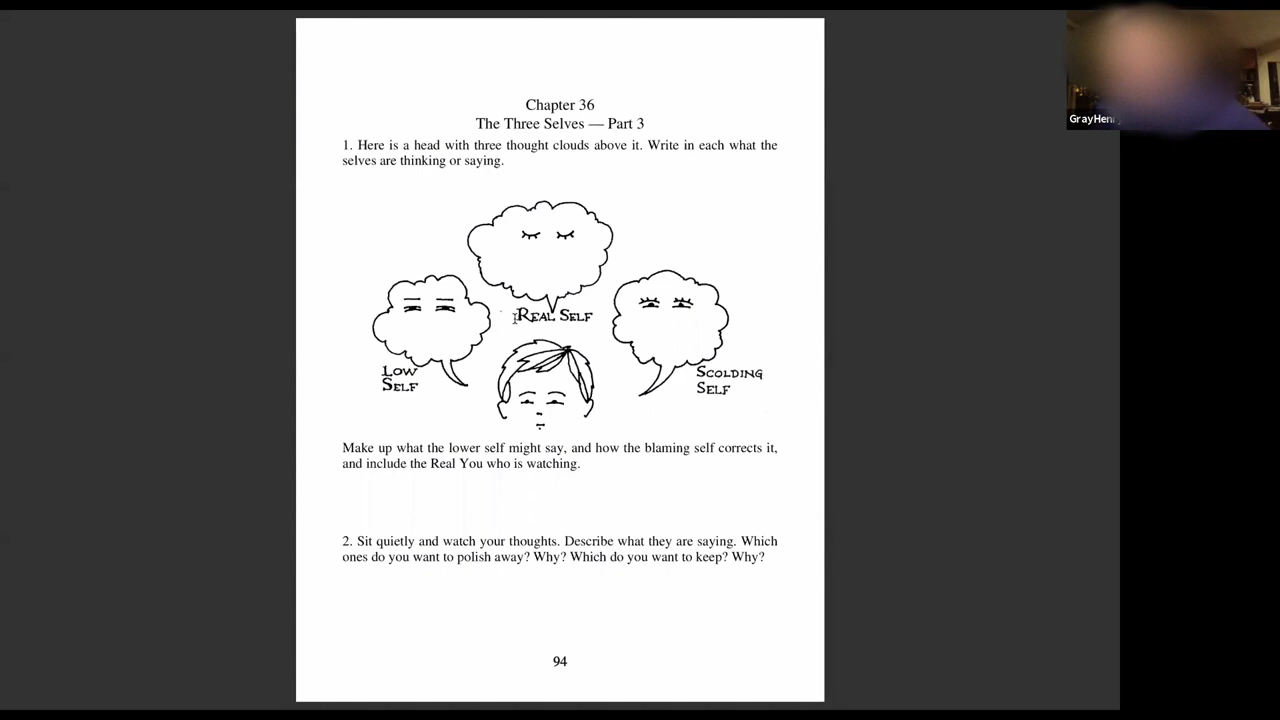 Chapter 36
The Three Selves — Part 3
1. Here is a head with three thought clouds above it. Write in each what the
selves are thinking or saying.
REAL SELF
LOW
SELF
SCOLDING
SELF
Make up what the lower self might say, and how the blaming self corrects it,
and include the Real You who is watching.
2. Sit quietly and watch your thoughts. Describe what they are saying. Which
ones do you want to polish away? Why? Which do you want to keep? Why?
94